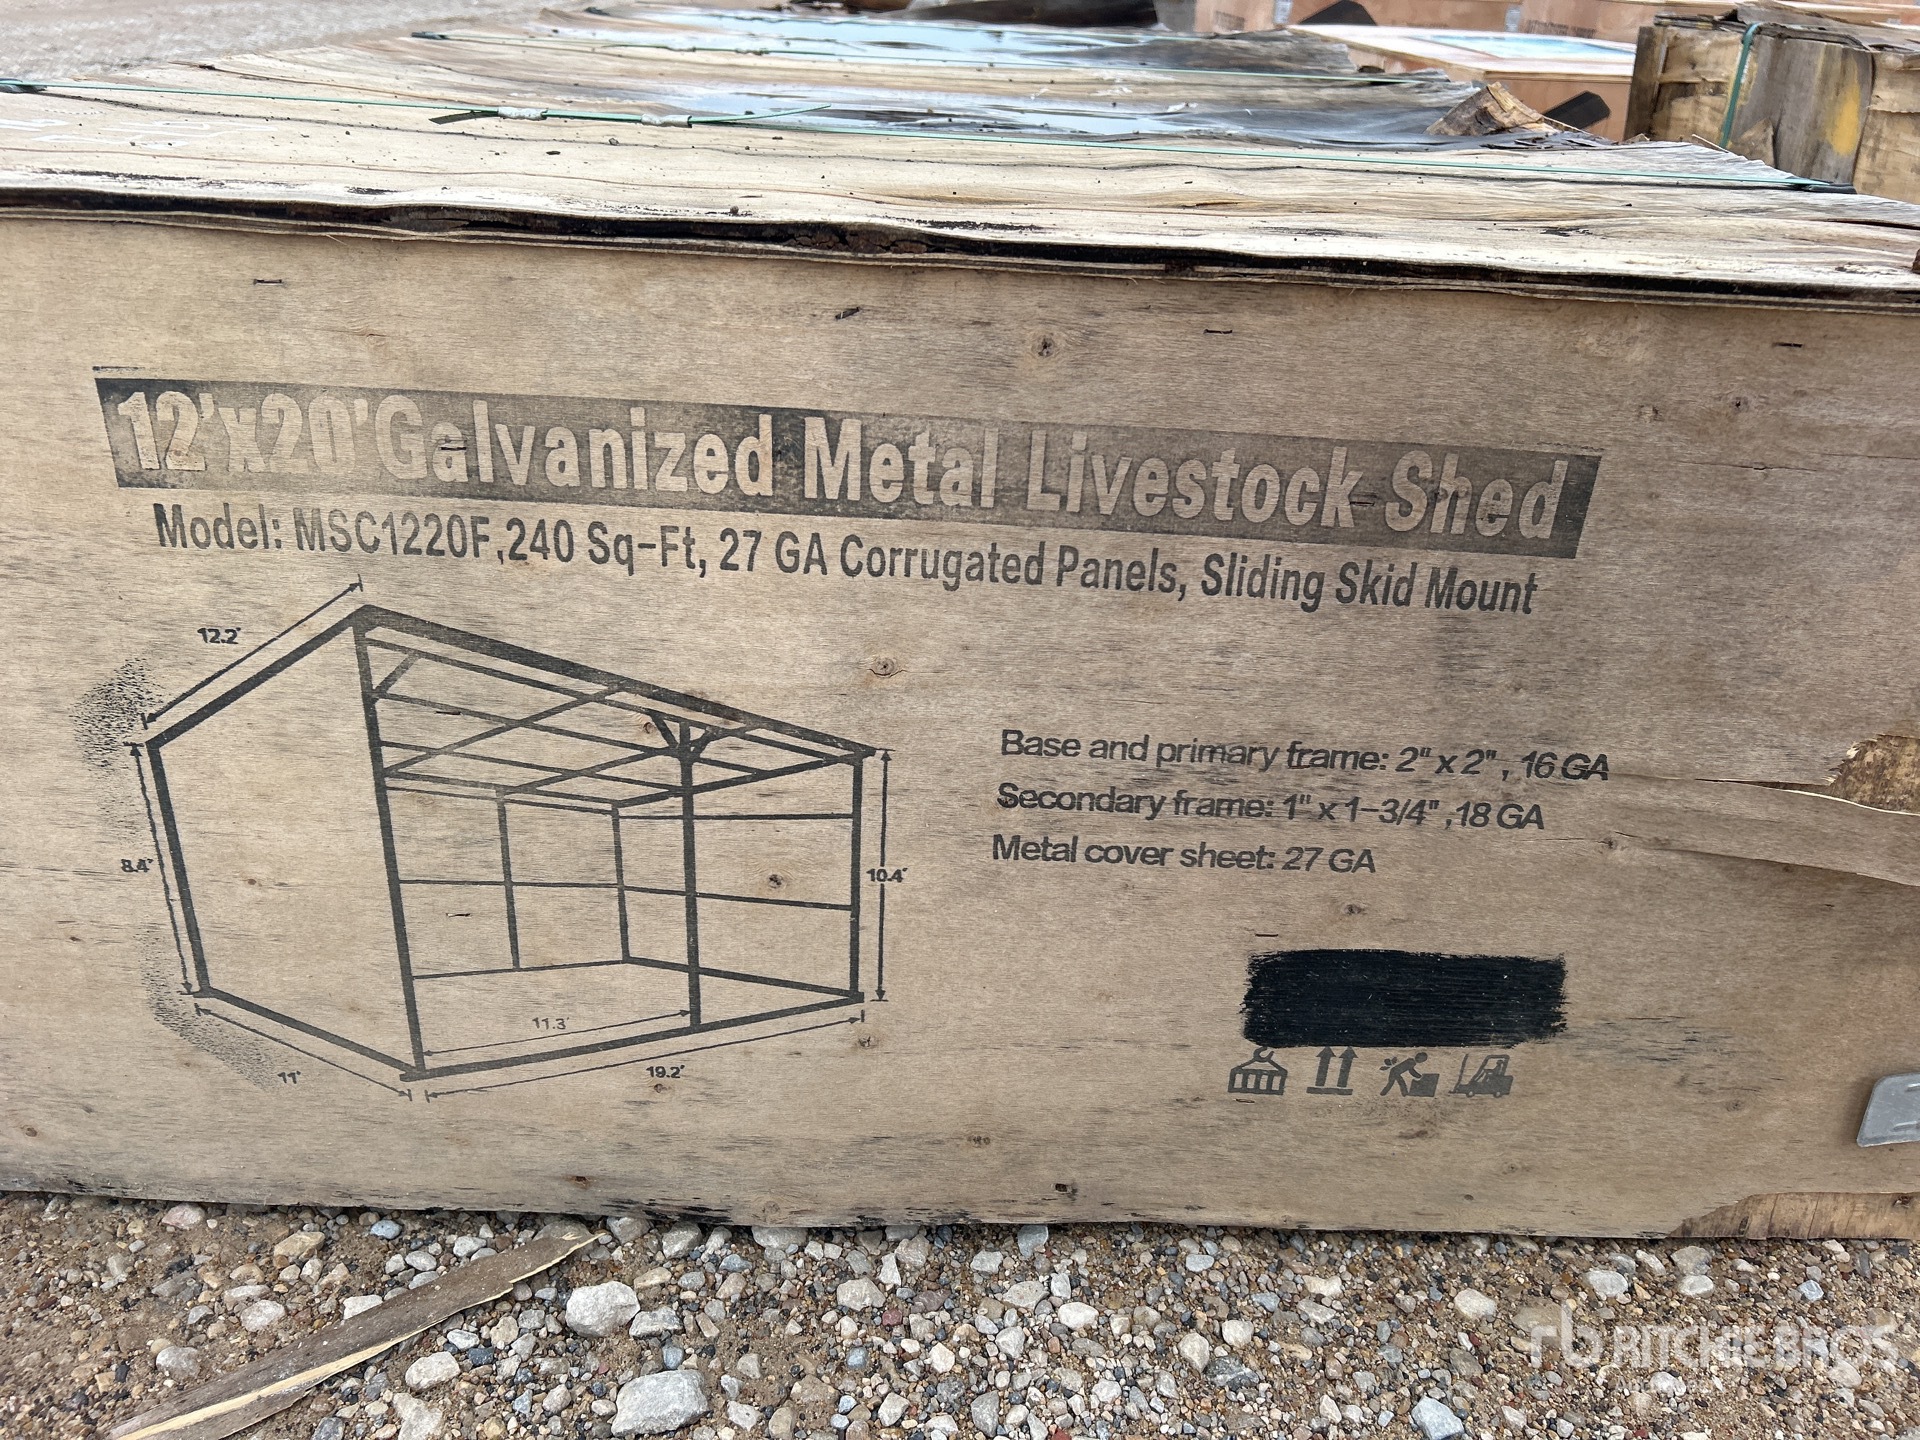 12'x20'Galvanized Metal Livestock Shed
Model: MSC1220F,240 Sq-Ft, 27 GA Corrugated Panels, Sliding Skid Mount
12.2'
8.4'
10.4'
11.3'
11'
19.2'
Base and primary frame: 2" x 2" , 16 GA
Secondary frame: 1" x 1-3/4" ,18 GA
Metal cover sheet: 27 GA
rb RITCHIE BROS